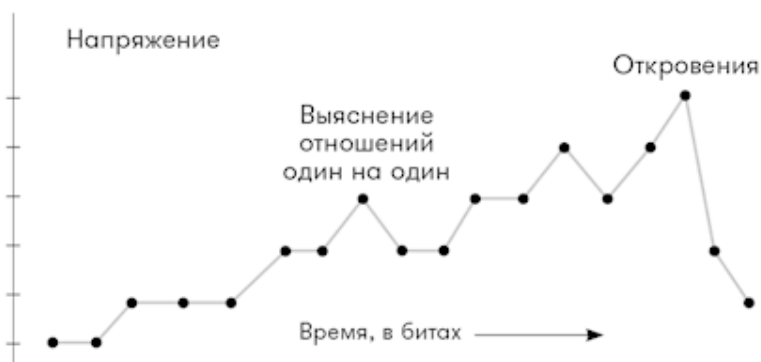 Напряжение
Откровения
Выяснение
отношений
один на один
Время, в битах